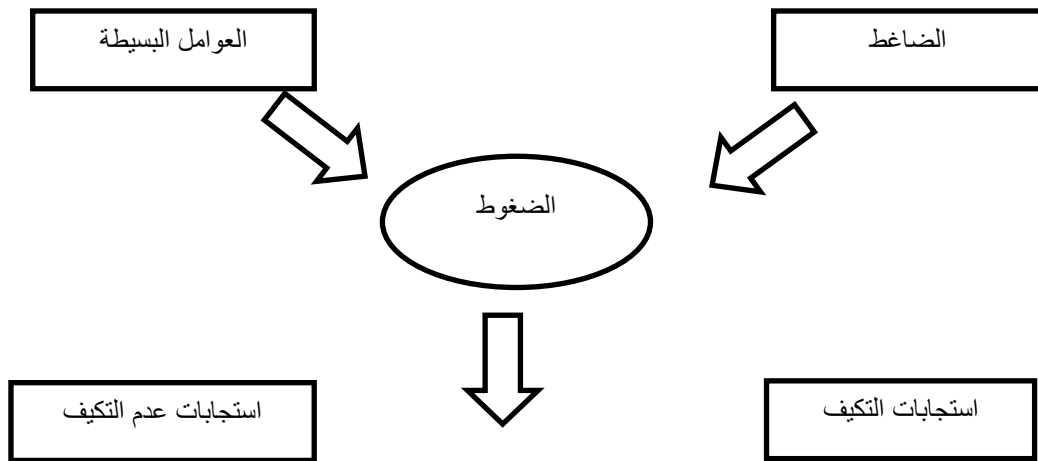 الضاغط
العوامل البسيطة
الضغوط
استجابات التكيف
استجابات عدم التكيف